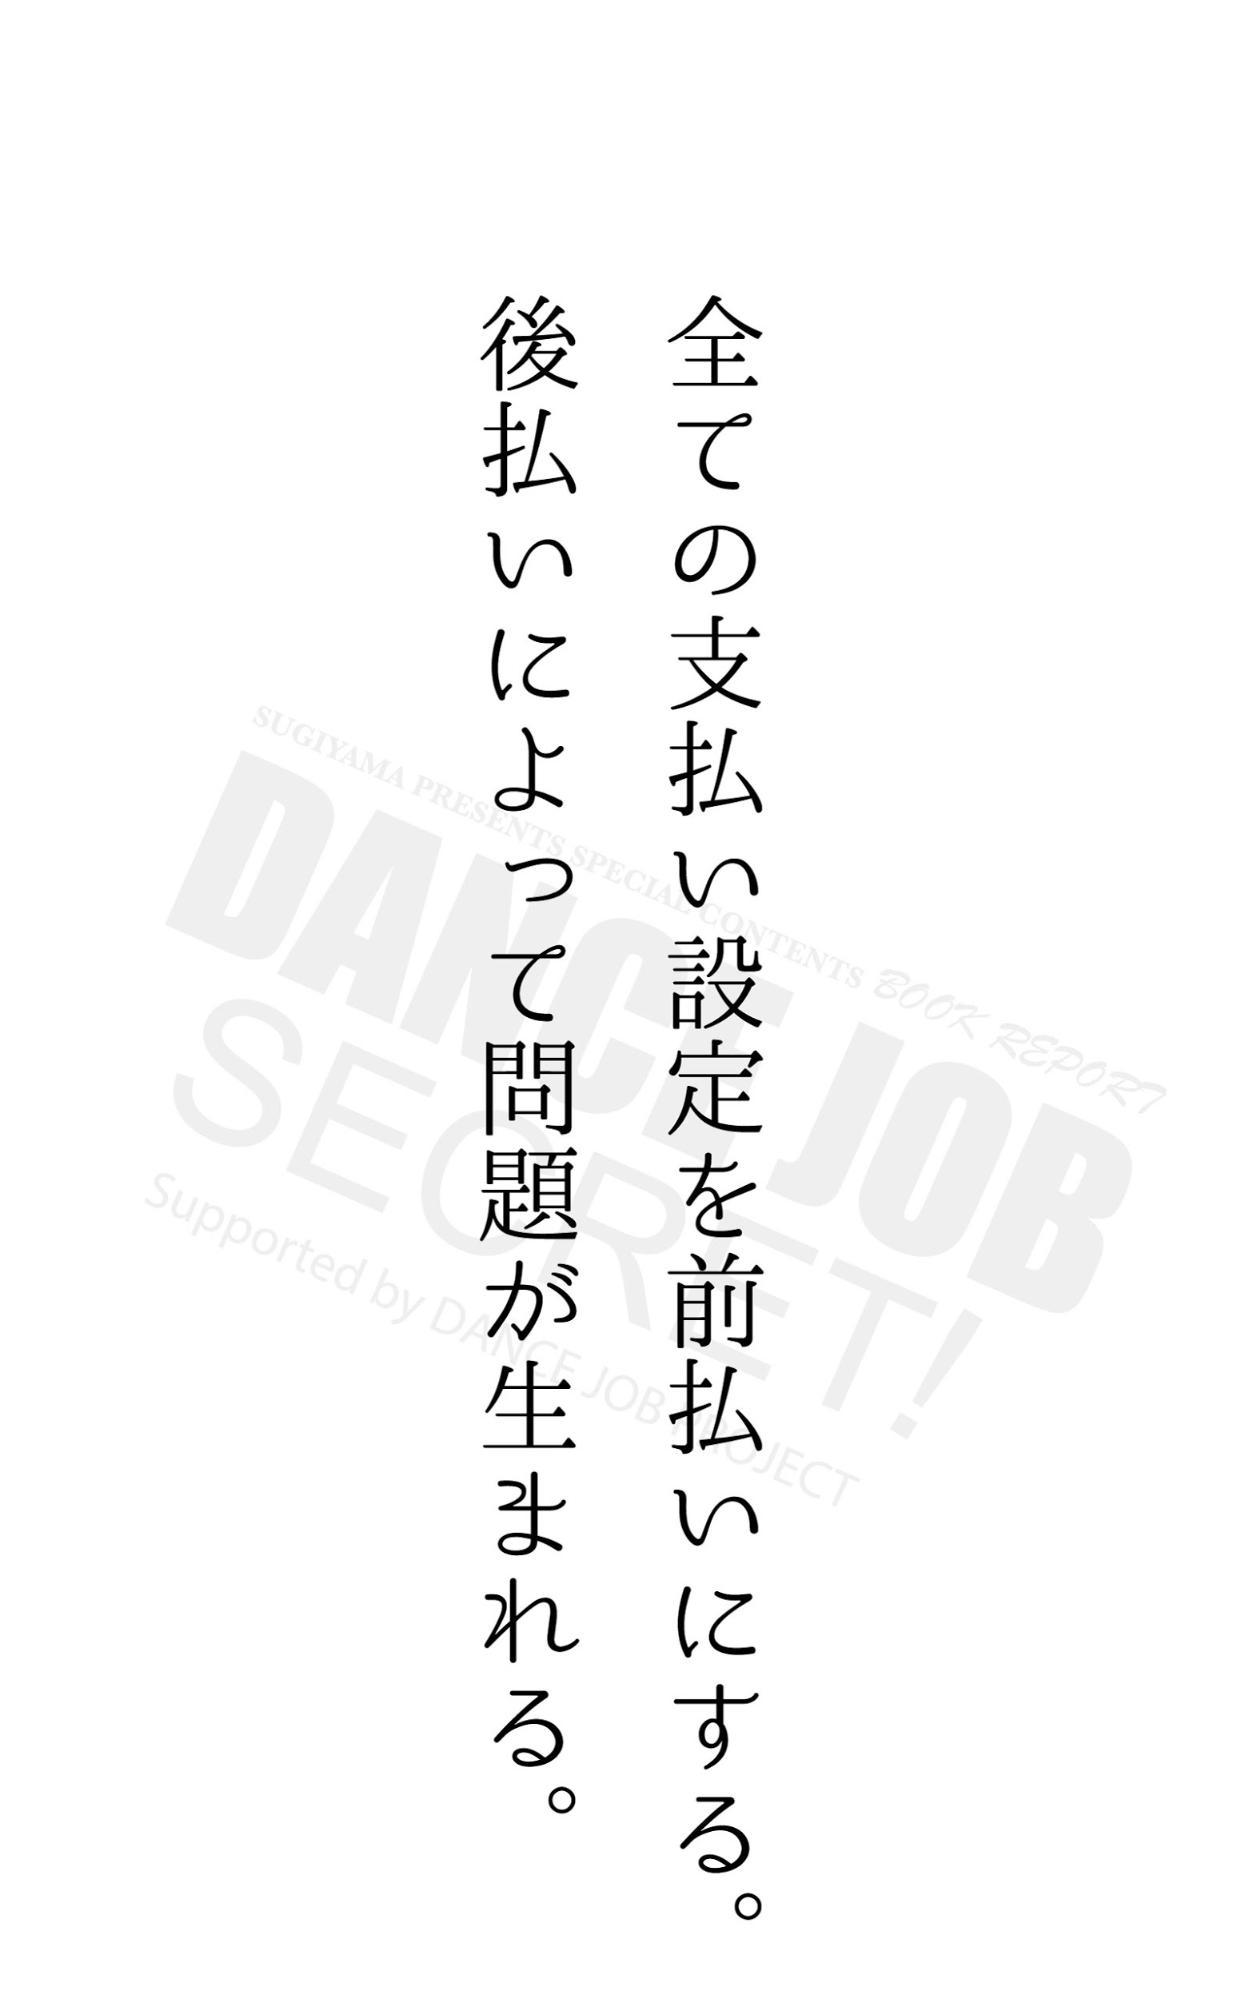 全ての支払い設定を前払いにする。
後払いによって問題が生まれる。
SUGIYAMA PRESENTS SPECIAL CONTENTS BOOK REPORT
DANCE JOB
SECRET!
Supported by DANCE JOB PROJECT